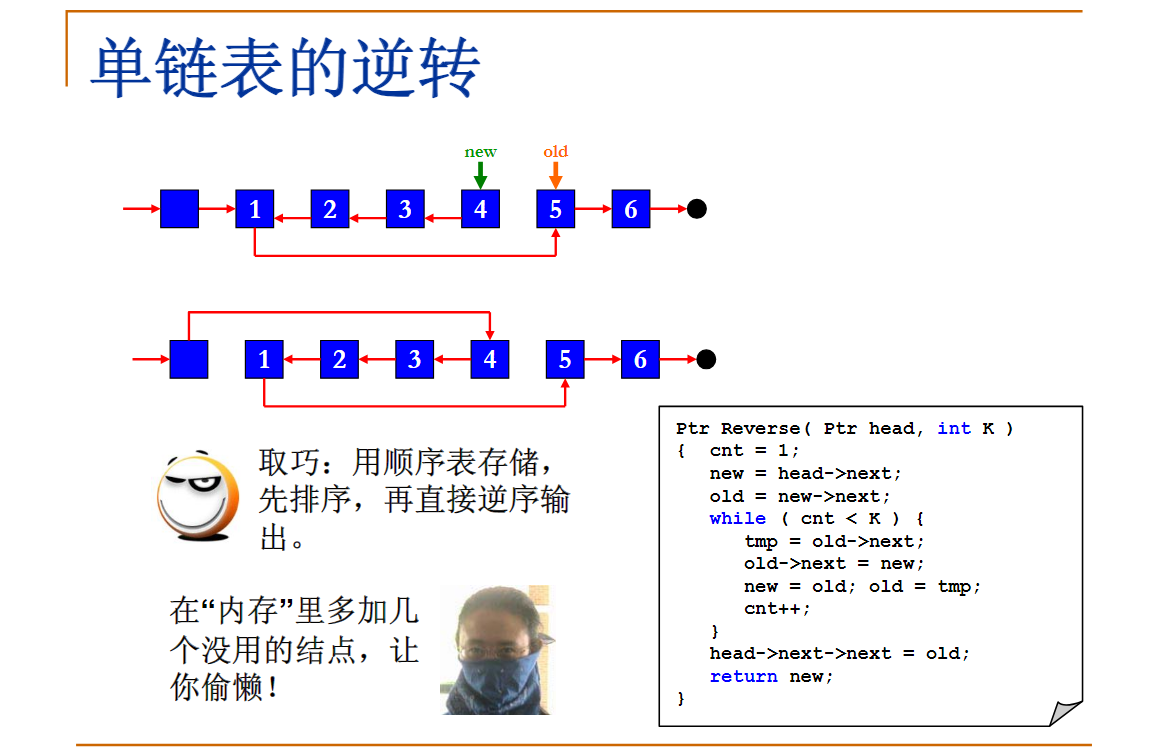 单链表的逆转
new old
1 2 3 4 5 6
1 2 3 4 5 6
取巧：用顺序表存储，
先排序，再直接逆序输
出。
在“内存”里多加几
个没用的结点，让
你偷懒！
Ptr Reverse( Ptr head, int K )
{  cnt = 1;
   new = head->next;
   old = new->next;
   while ( cnt < K ) {
      tmp = old->next;
      old->next = new;
      new = old; old = tmp;
      cnt++;
   }
   head->next->next = old;
   return new;
}